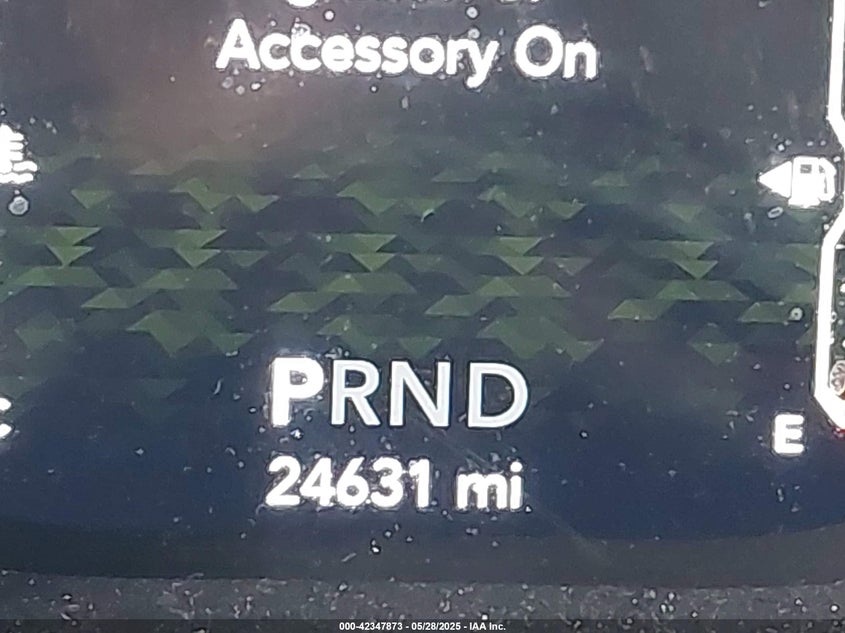 Accessory On
PRND
24631 mi
C
E
000-42347873 - 05/28/2025 - IAA Inc.